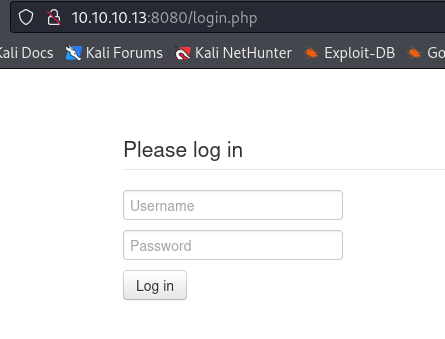 10.10.10.13:8080/login.php
Kali Docs Kali Forums Kali NetHunter Exploit-DB Go
Please log in
Username
Password
Log in